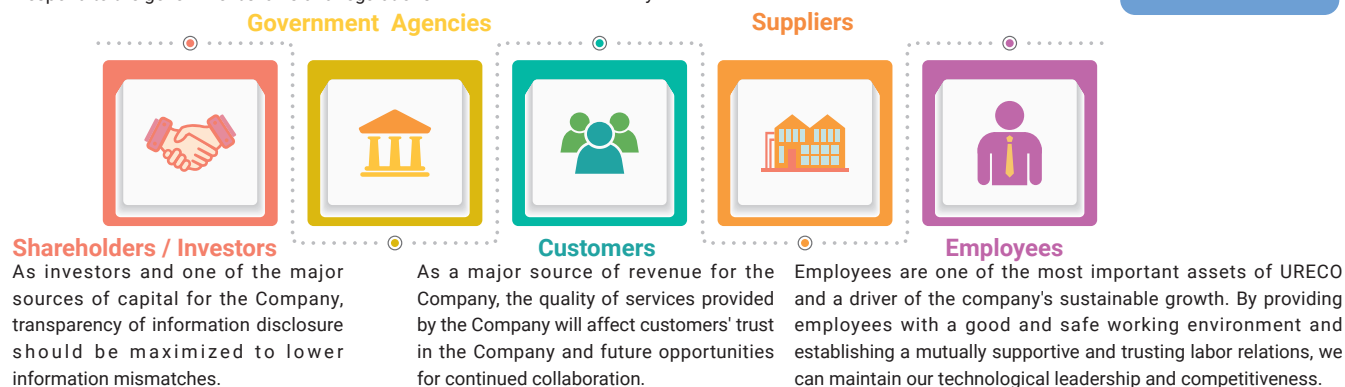 Government Agencies
Suppliers
Shareholders / Investors
As investors and one of the major
sources of capital for the Company,
transparency of information disclosure
should be maximized to lower
information mismatches.
Customers
As a major source of revenue for the
Company, the quality of services provided
by the Company will affect customers' trust
in the Company and future opportunities
for continued collaboration.
Employees
Employees are one of the most important assets of URECO
and a driver of the company's sustainable growth. By providing
employees with a good and safe working environment and
establishing a mutually supportive and trusting labor relations, we
can maintain our technological leadership and competitiveness.